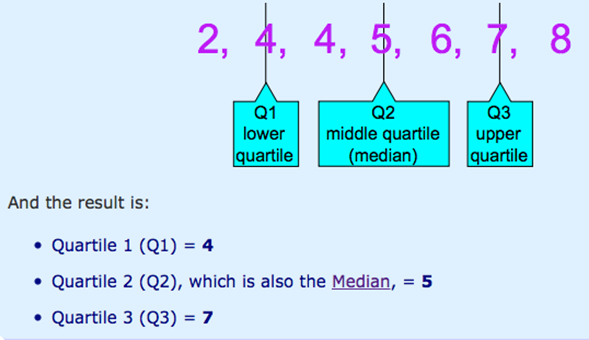 2, 4, 4, 5, 6, 7, 8
Q1
lower
quartile
Q2
middle quartile
(median)
Q3
upper
quartile
And the result is:
• Quartile 1 (Q1) = 4
• Quartile 2 (Q2), which is also the Median, = 5
• Quartile 3 (Q3) = 7